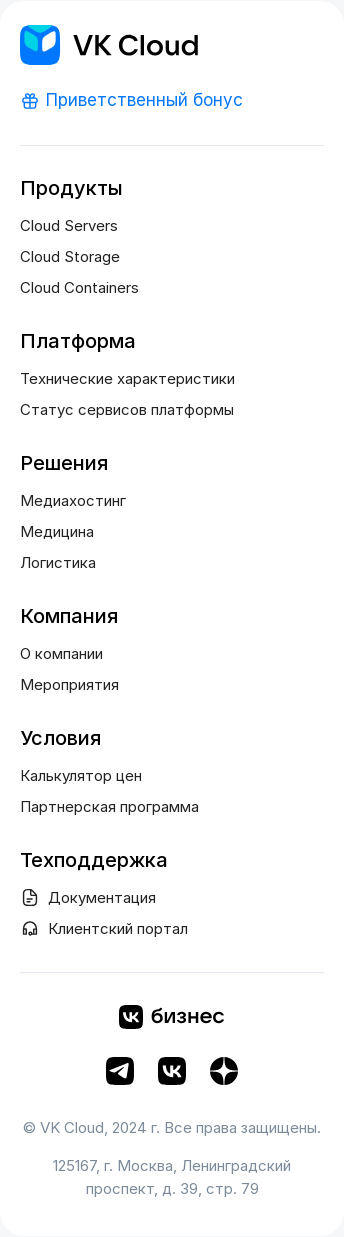 VK Cloud
Приветственный бонус
Продукты
Cloud Servers
Cloud Storage
Cloud Containers
Платформа
Технические характеристики
Статус сервисов платформы
Решения
Медиахостинг
Медицина
Логистика
Компания
О компании
Мероприятия
Условия
Калькулятор цен
Партнерская программа
Техподдержка
Документация
Клиентский портал
бизнес
© VK Cloud, 2024 г. Все права защищены.
125167, г. Москва, Ленинградский
проспект, д. 39, стр. 79